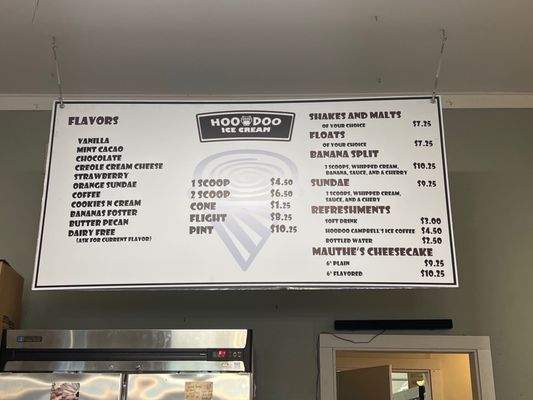 HOODOO
ICE CREAM
FLAVORS
VANILLA
MINT CACAO
CHOCOLATE
CREOLE CREAM CHEESE
STRAWBERRY
ORANGE SUNDAE
COFFEE
COOKIES N CREAM
BANANAS FOSTER
BUTTER PECAN
DAIRY FREE
(ASK FOR CURRENT FLAVOR)
1 SCOOP $4.50
2 SCOOP $6.50
CONE $1.25
FLIGHT $8.25
PINT $10.25
SHAKES AND MALTS
OF YOUR CHOICE $7.25
FLOATS
OF YOUR CHOICE $7.25
BANANA SPLIT
3 SCOOPS, WHIPPED CREAM, $10.25
BANANA, SAUCE, AND A CHERRY
SUNDAE $9.25
2 SCOOPS, WHIPPED CREAM,
SAUCE, AND A CHERY
REFRESHMENTS
SOFT DRINK $3.00
HOODOO CAMPBELL'S ICE COFFEE $4.50
BOTTLED WATER $2.50
MAUTHE'S CHEESECAKE
6" PLAIN $9.25
6" FLAVORED $10.25